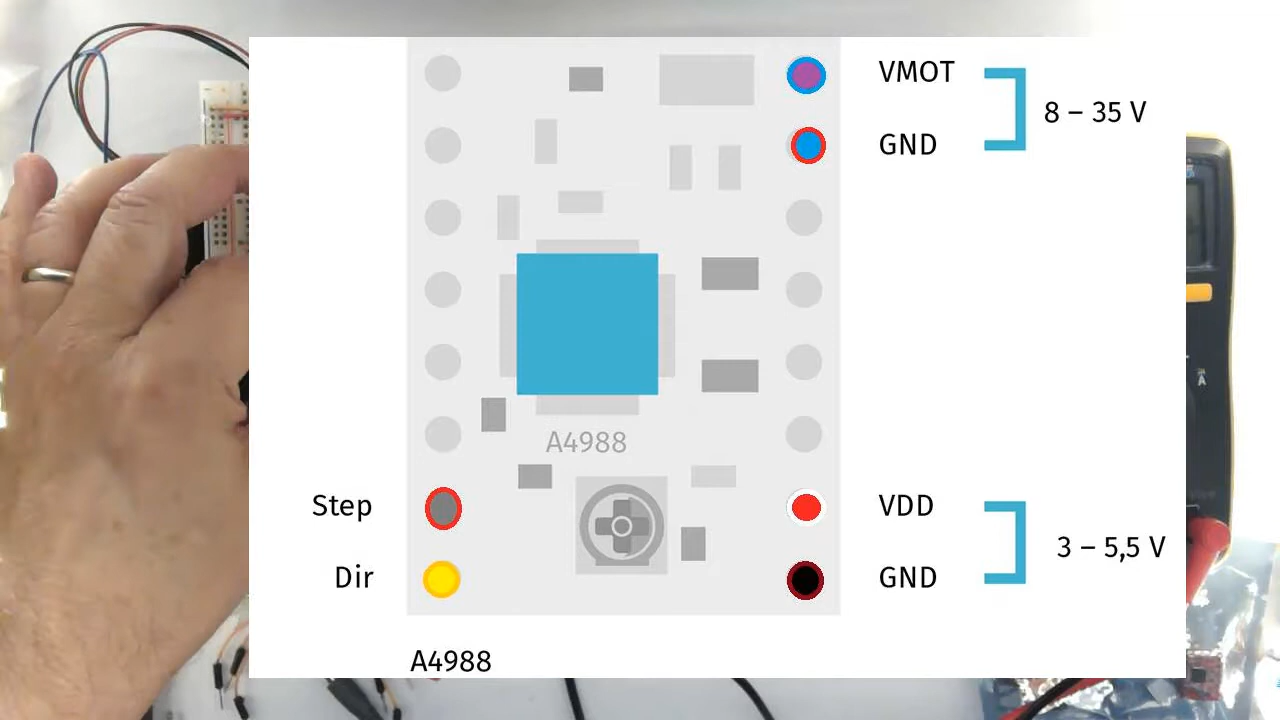 VMOT
8 – 35 V
GND
A4988
Step
VDD
3 – 5,5 V
Dir
GND
A4988